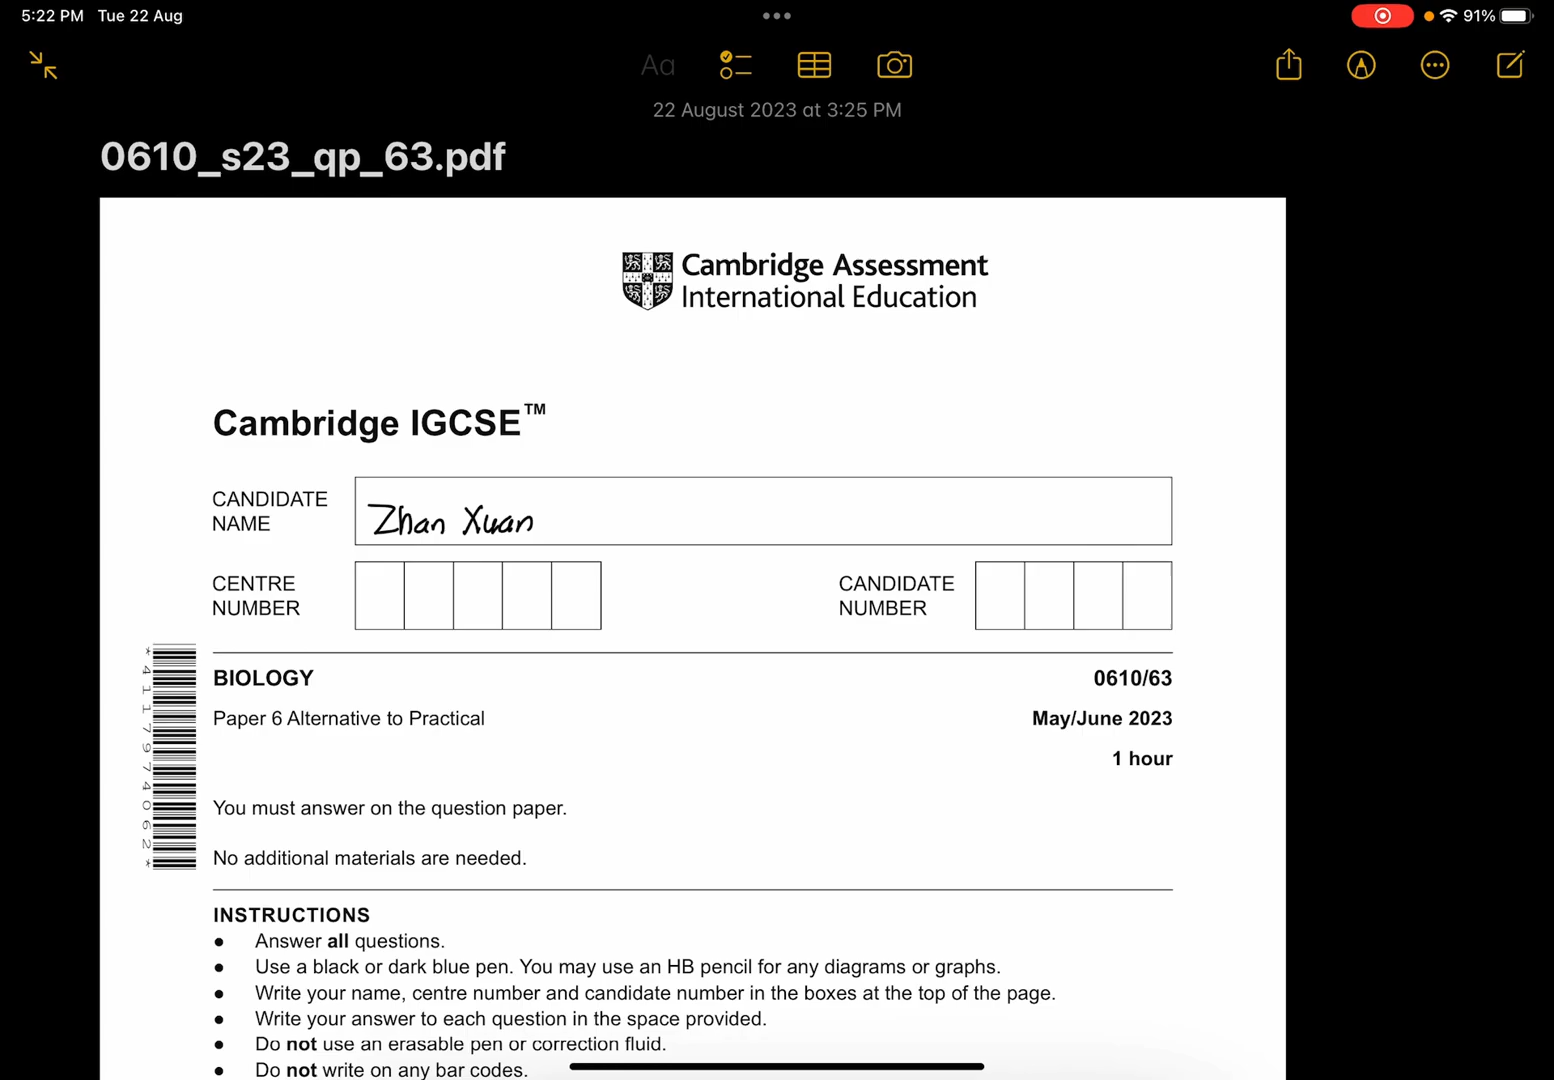 5:22 PM Tue 22 Aug
91%
Aa
22 August 2023 at 3:25 PM
0610_s23_qp_63.pdf
Cambridge Assessment
International Education
Cambridge IGCSE™
CANDIDATE
NAME
Zhan Xuan
CENTRE
NUMBER
CANDIDATE
NUMBER
*4117974062*
BIOLOGY 0610/63
Paper 6 Alternative to Practical May/June 2023
1 hour
You must answer on the question paper.
No additional materials are needed.
INSTRUCTIONS
● Answer all questions.
● Use a black or dark blue pen. You may use an HB pencil for any diagrams or graphs.
● Write your name, centre number and candidate number in the boxes at the top of the page.
● Write your answer to each question in the space provided.
● Do not use an erasable pen or correction fluid.
● Do not write on any bar codes.